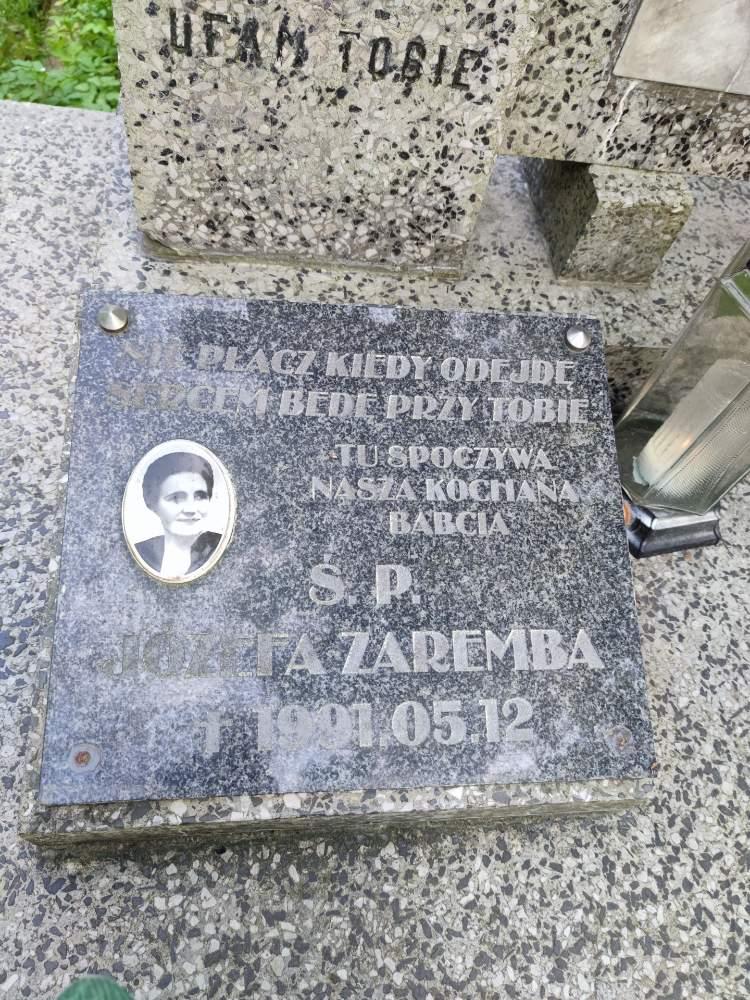 UFAM TOBIE
NIE PŁACZ KIEDY ODEJDĘ
SERCEM BĘDĘ PRZY TOBIE
TU SPOCZYWA
NASZA KOCHANA
BABCIA
Ś. P.
JÓZEFA ZAREMBA
† 1991.05.12